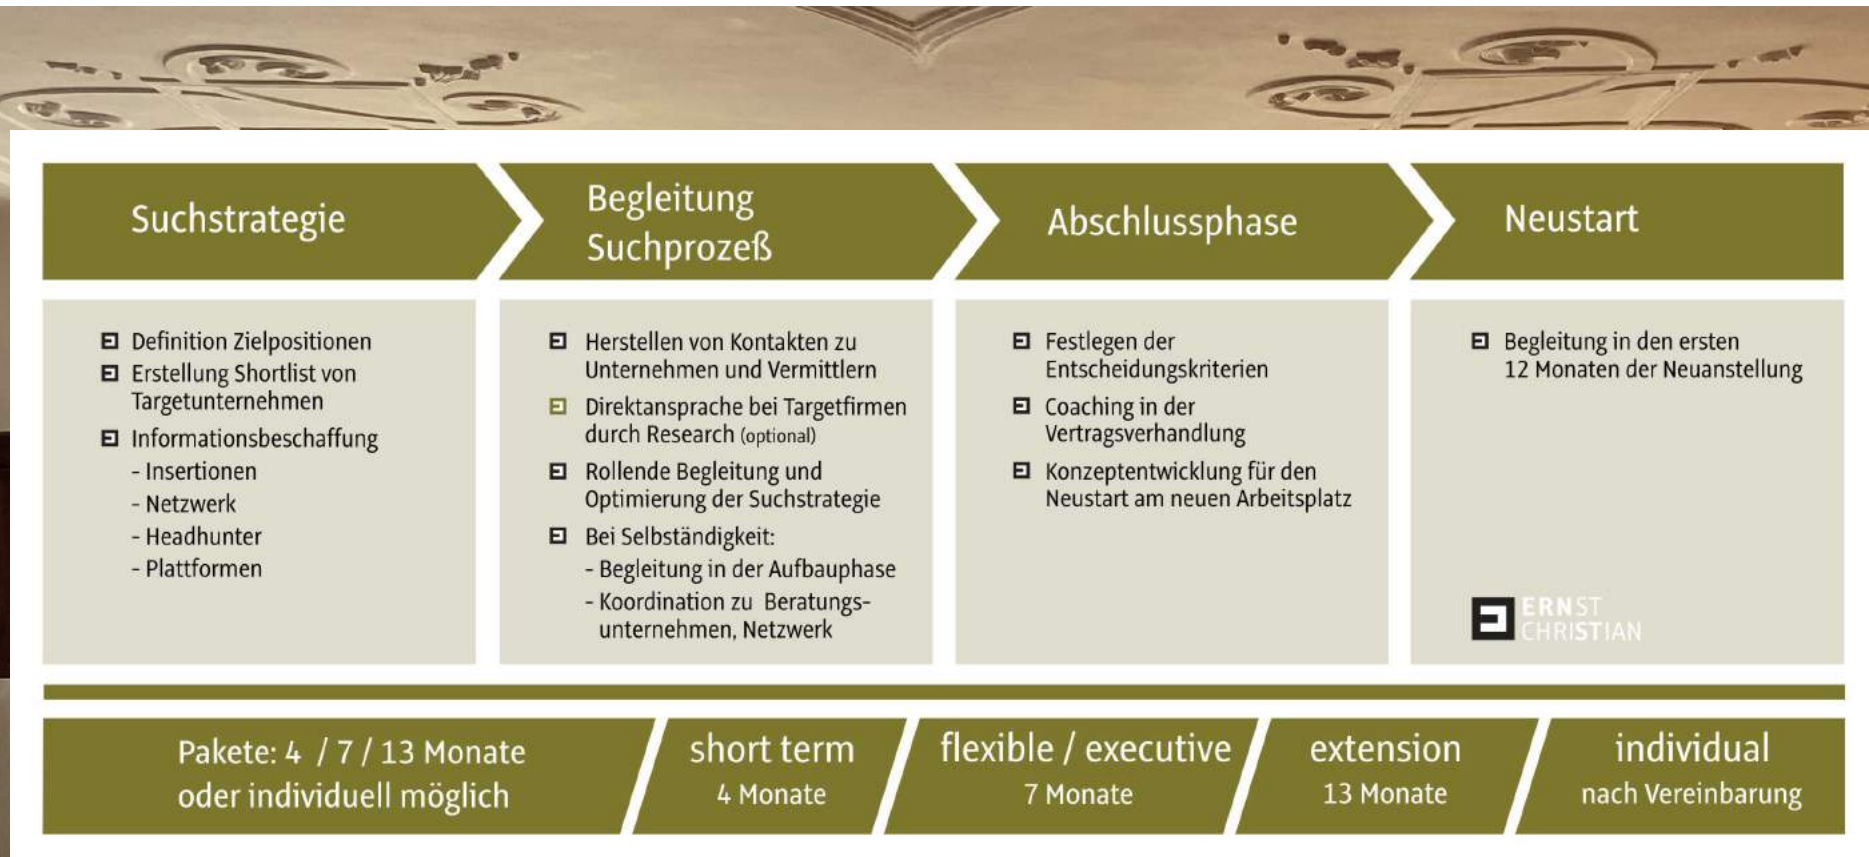 Suchstrategie
Begleitung
Suchprozeß
Abschlussphase
Neustart
Definition Zielpositionen
Erstellung Shortlist von
Targetunternehmen
Informationsbeschaffung
- Insertionen
- Netzwerk
- Headhunter
- Plattformen
Herstellen von Kontakten zu
Unternehmen und Vermittlern
Direktansprache bei Targetfirmen
durch Research (optional)
Rollende Begleitung und
Optimierung der Suchstrategie
Bei Selbständigkeit:
- Begleitung in der Aufbauphase
- Koordination zu Beratungs-
unternehmen, Netzwerk
Festlegen der
Entscheidungskriterien
Coaching in der
Vertragsverhandlung
Konzeptentwicklung für den
Neustart am neuen Arbeitsplatz
Begleitung in den ersten
12 Monaten der Neuanstellung
ERNST
CHRISTIAN
Pakete: 4 / 7 / 13 Monate
oder individuell möglich
short term
4 Monate
flexible / executive
7 Monate
extension
13 Monate
individual
nach Vereinbarung